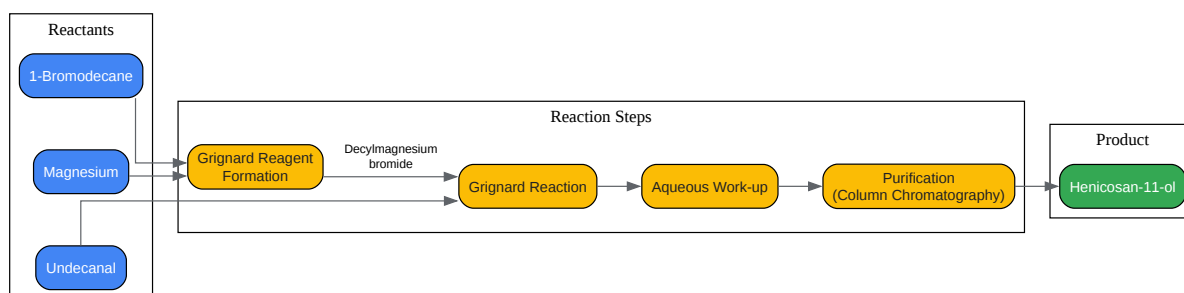 Reactants
1-Bromodecane
Magnesium
Undecanal
Reaction Steps
Grignard Reagent
Formation
Decylmagnesium
bromide
Grignard Reaction
Aqueous Work-up
Purification
(Column Chromatography)
Product
Henicosan-11-ol